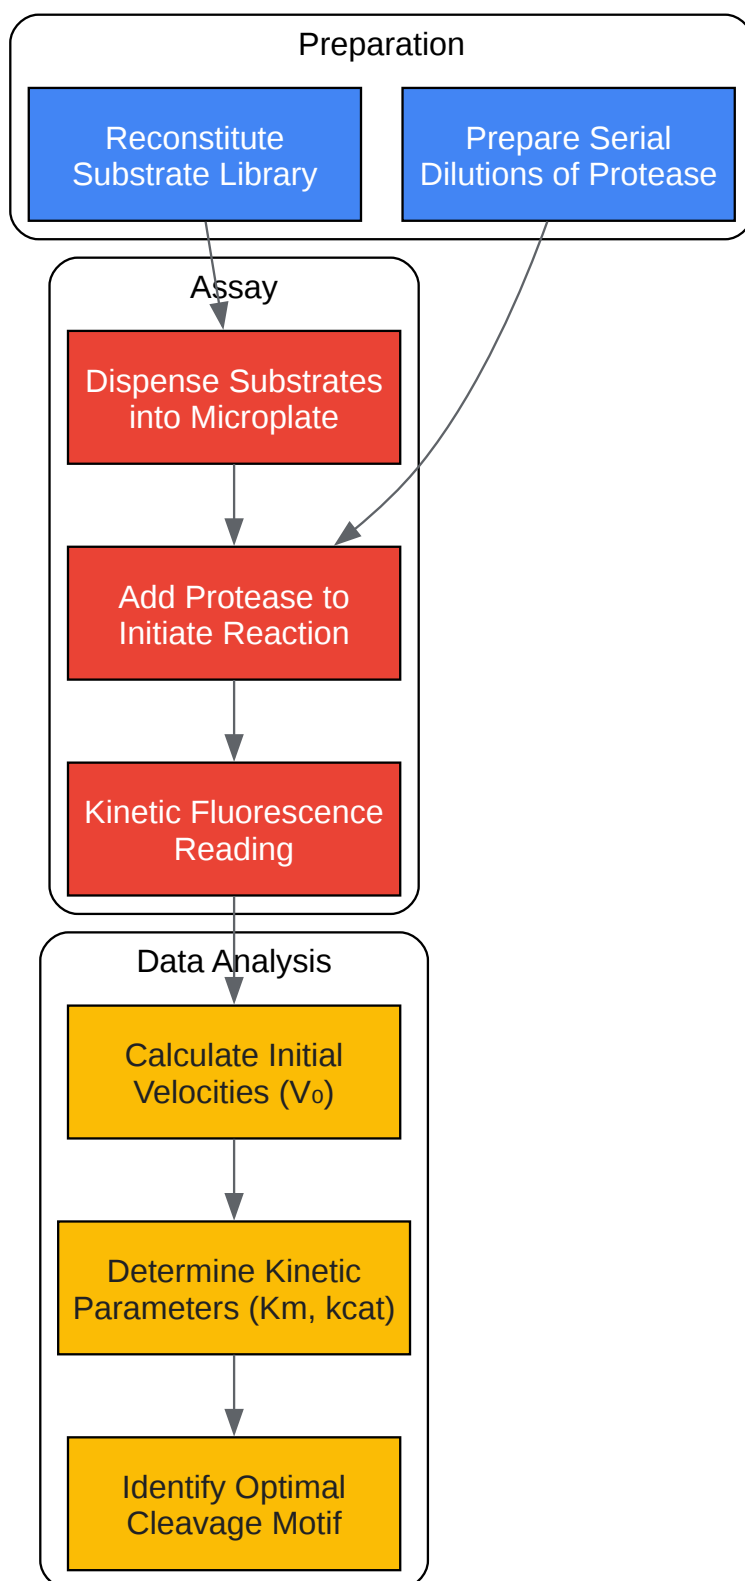 Preparation
Reconstitute
Substrate Library
Prepare Serial
Dilutions of Protease
Assay
Dispense Substrates
into Microplate
Add Protease to
Initiate Reaction
Kinetic Fluorescence
Reading
Data Analysis
Calculate Initial
Velocities (V₀)
Determine Kinetic
Parameters (Km, kcat)
Identify Optimal
Cleavage Motif